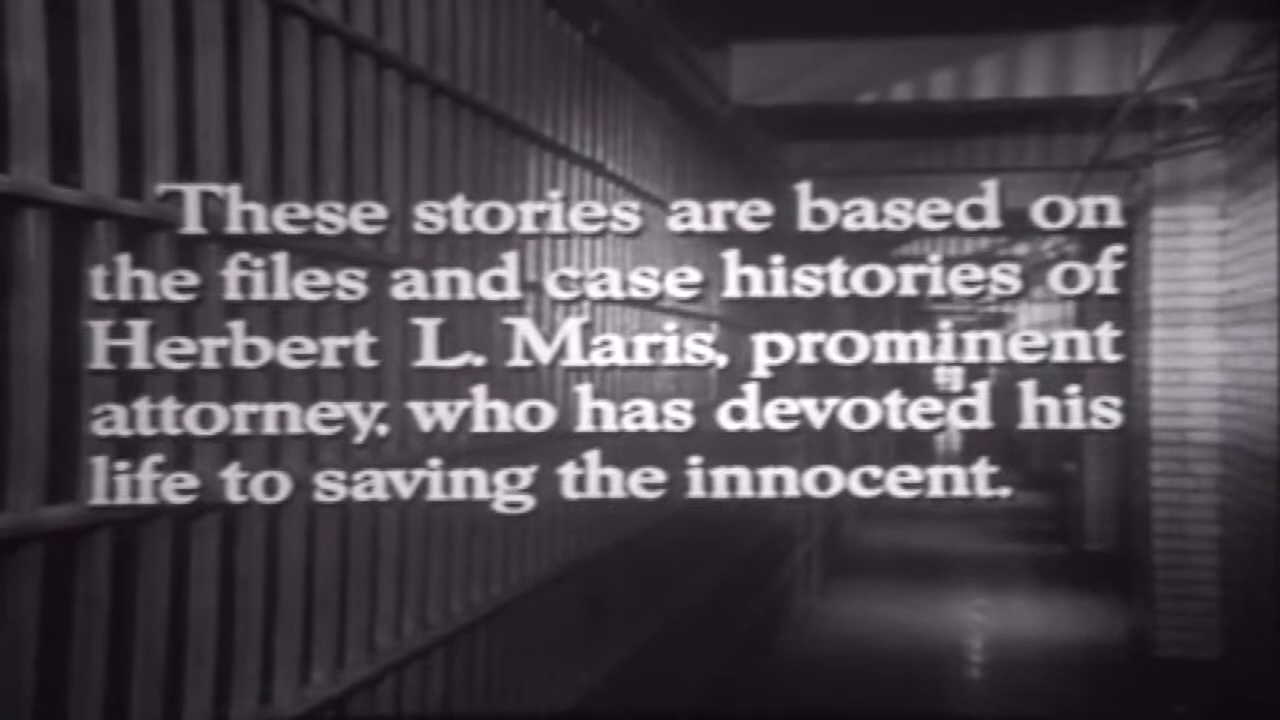 These stories are based on
the files and case histories of
Herbert L. Maris, prominent
attorney, who has devoted his
life to saving the innocent.